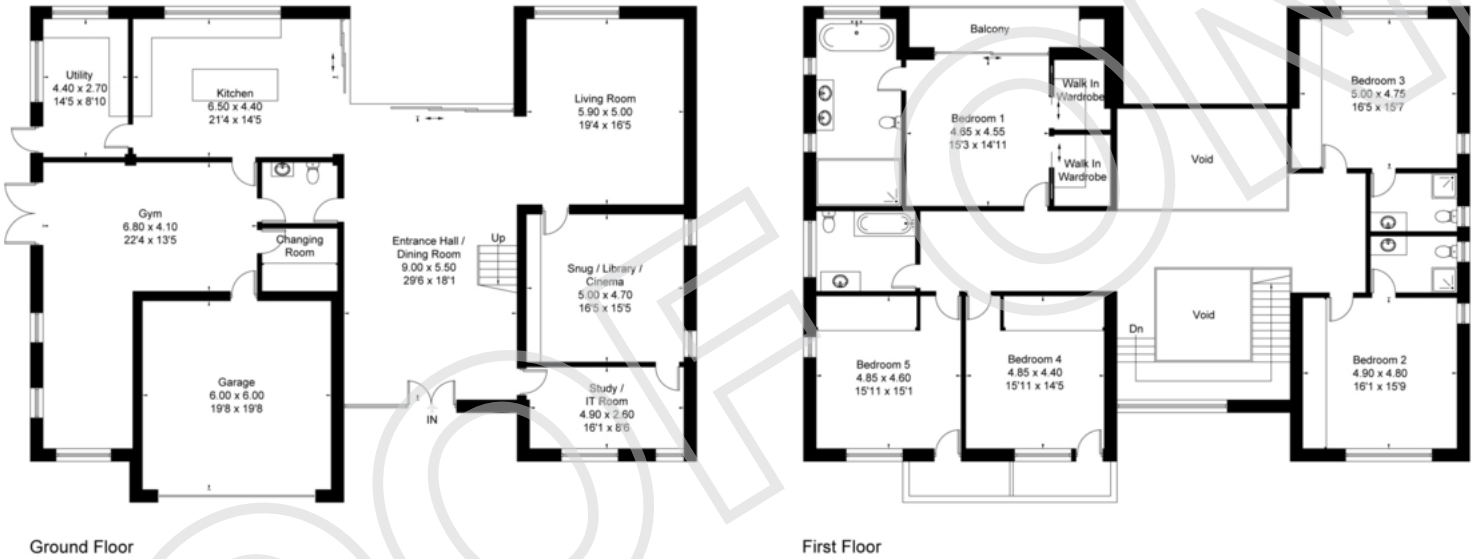 Utility
4.40 x 2.70
14'5 x 8'10
Kitchen
6.50 x 4.40
21'4 x 14'5
Living Room
5.90 x 5.00
19'4 x 16'5
Gym
6.80 x 4.10
22'4 x 13'5
Changing
Room
Entrance Hall /
Dining Room
9.00 x 5.50
29'6 x 18'1
Up
Snug / Library /
Cinema
5.00 x 4.70
16'5 x 15'5
Garage
6.00 x 6.00
19'8 x 19'8
Study /
IT Room
4.90 x 2.60
16'1 x 8'6
IN
Ground Floor
Balcony
Bedroom 1
4.65 x 4.55
15'3 x 14'11
Walk In
Wardrobe
Walk In
Wardrobe
Void
Bedroom 3
5.00 x 4.75
16'5 x 15'7
Bedroom 5
4.85 x 4.60
15'11 x 15'1
Bedroom 4
4.85 x 4.40
15'11 x 14'5
Dn
Void
Bedroom 2
4.90 x 4.80
16'1 x 15'9
First Floor